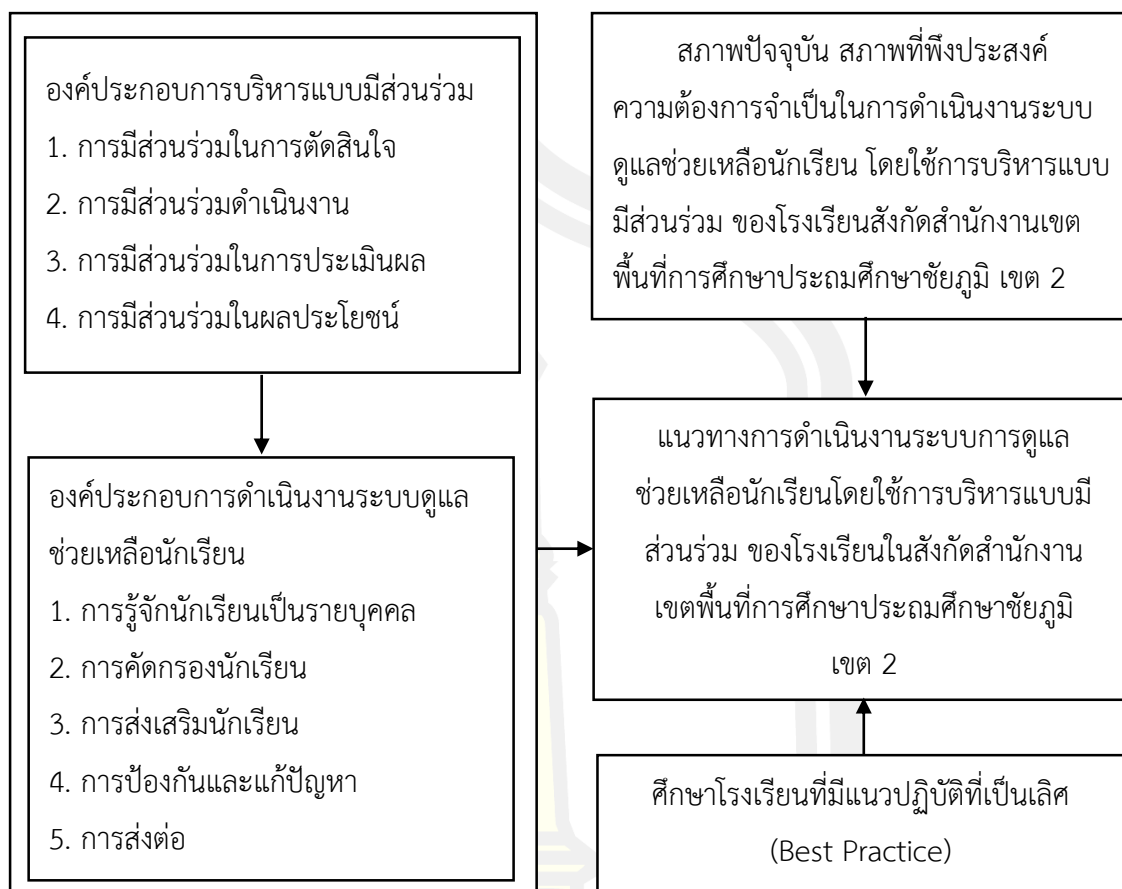 องค์ประกอบการบริหารแบบมีส่วนร่วม
1. การมีส่วนร่วมในการตัดสินใจ
2. การมีส่วนร่วมดำเนินงาน
3. การมีส่วนร่วมในการประเมินผล
4. การมีส่วนร่วมในผลประโยชน์
องค์ประกอบการดำเนินงานระบบดูแล
ช่วยเหลือนักเรียน
1. การรู้จักนักเรียนเป็นรายบุคคล
2. การคัดกรองนักเรียน
3. การส่งเสริมนักเรียน
4. การป้องกันและแก้ปัญหา
5. การส่งต่อ
สภาพปัจจุบัน สภาพที่พึงประสงค์
ความต้องการจำเป็นในการดำเนินงานระบบ
ดูแลช่วยเหลือนักเรียน โดยใช้การบริหารแบบ
มีส่วนร่วม ของโรงเรียนสังกัดสำนักงานเขต
พื้นที่การศึกษาประถมศึกษาชัยภูมิ เขต 2
แนวทางการดำเนินงานระบบการดูแล
ช่วยเหลือนักเรียนโดยใช้การบริหารแบบมี
ส่วนร่วม ของโรงเรียนในสังกัดสำนักงาน
เขตพื้นที่การศึกษาประถมศึกษาชัยภูมิ
เขต 2
ศึกษาโรงเรียนที่มีแนวปฏิบัติที่เป็นเลิศ
(Best Practice)